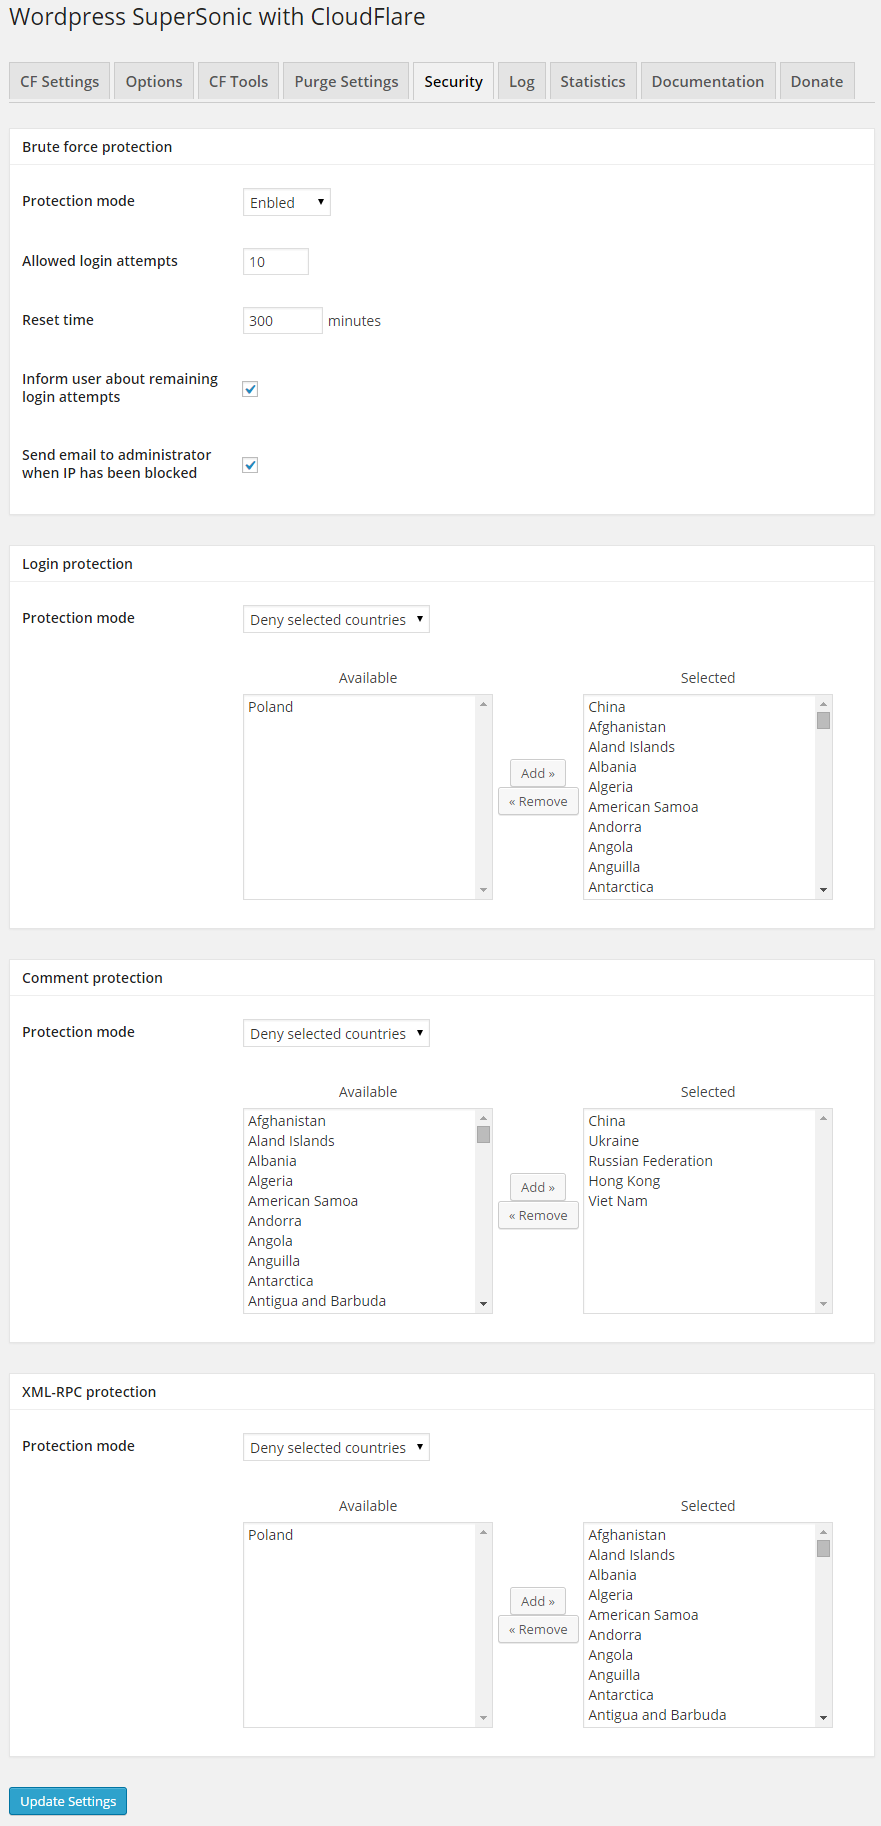 Wordpress SuperSonic with CloudFlare
CF Settings Options CF Tools Purge Settings Security Log Statistics Documentation Donate
Brute force protection
Protection mode Enbled
Allowed login attempts 10
Reset time 300 minutes
Inform user about remaining
login attempts
Send email to administrator
when IP has been blocked
Login protection
Protection mode Deny selected countries
Available
Poland
Add »
« Remove
Selected
China
Afghanistan
Aland Islands
Albania
Algeria
American Samoa
Andorra
Angola
Anguilla
Antarctica
Comment protection
Protection mode Deny selected countries
Available
Afghanistan
Aland Islands
Albania
Algeria
American Samoa
Andorra
Angola
Anguilla
Antarctica
Antigua and Barbuda
Add »
« Remove
Selected
China
Ukraine
Russian Federation
Hong Kong
Viet Nam
XML-RPC protection
Protection mode Deny selected countries
Available
Poland
Add »
« Remove
Selected
Afghanistan
Aland Islands
Albania
Algeria
American Samoa
Andorra
Angola
Anguilla
Antarctica
Antigua and Barbuda
Update Settings